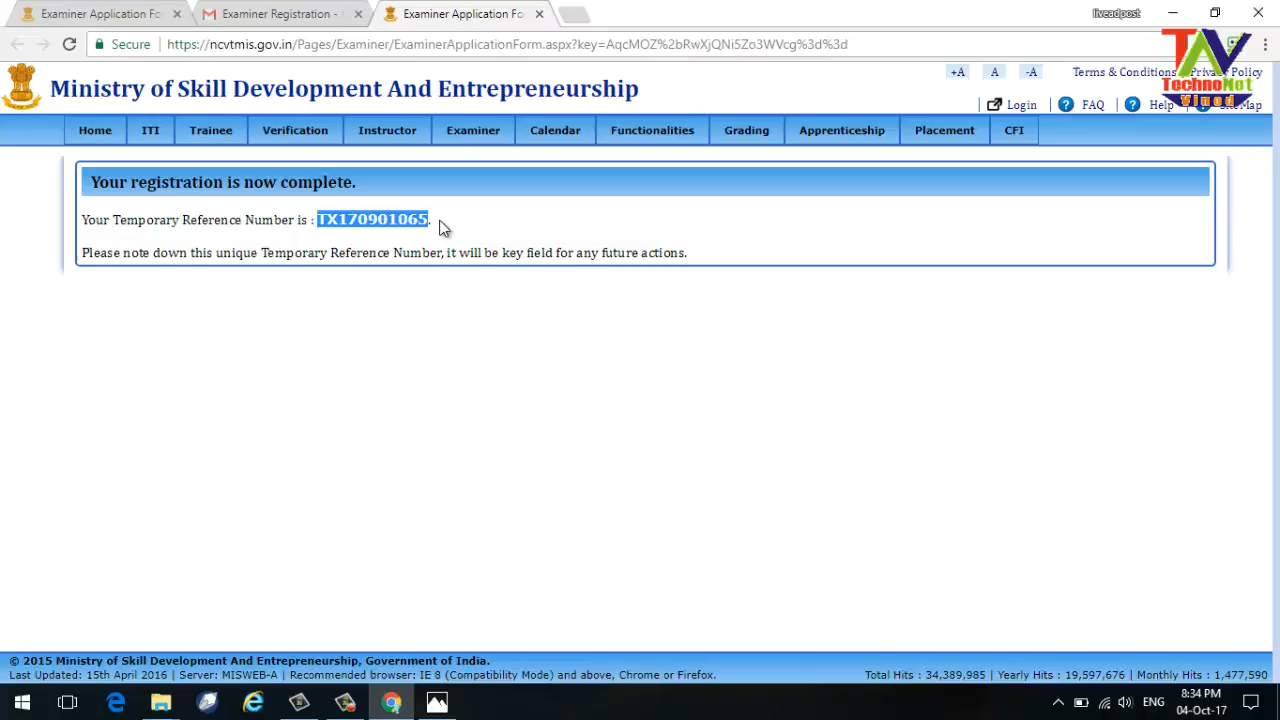 Examiner Application Fo
Examiner Registration -
Examiner Application Fo
liveadpost
Secure
https://ncvtmis.gov.in/Pages/Examiner/ExaminerApplicationForm.aspx?key=AqcMOZ%2bRwXjQNi5Zo3WVcg%3d%3d
TAV
TechnoNat
Vinod
Ministry of Skill Development And Entrepreneurship
+A A -A Terms & Conditions Privacy Policy
Login | FAQ | Help
Home ITI Trainee Verification Instructor Examiner Calendar Functionalities Grading Apprenticeship Placement CFI
Your registration is now complete.
Your Temporary Reference Number is : TX170901065.
Please note down this unique Temporary Reference Number, it will be key field for any future actions.
© 2015 Ministry of Skill Development And Entrepreneurship, Government of India.
Last Updated: 15th April 2016 | Server: MISWEB-A | Recommended browser: IE 8 (Compatibility Mode) and above, Chrome or Firefox.
Total Hits : 34,389,985 | Yearly Hits : 19,597,676 | Monthly Hits : 1,477,590
ENG
8:34 PM
04-Oct-17